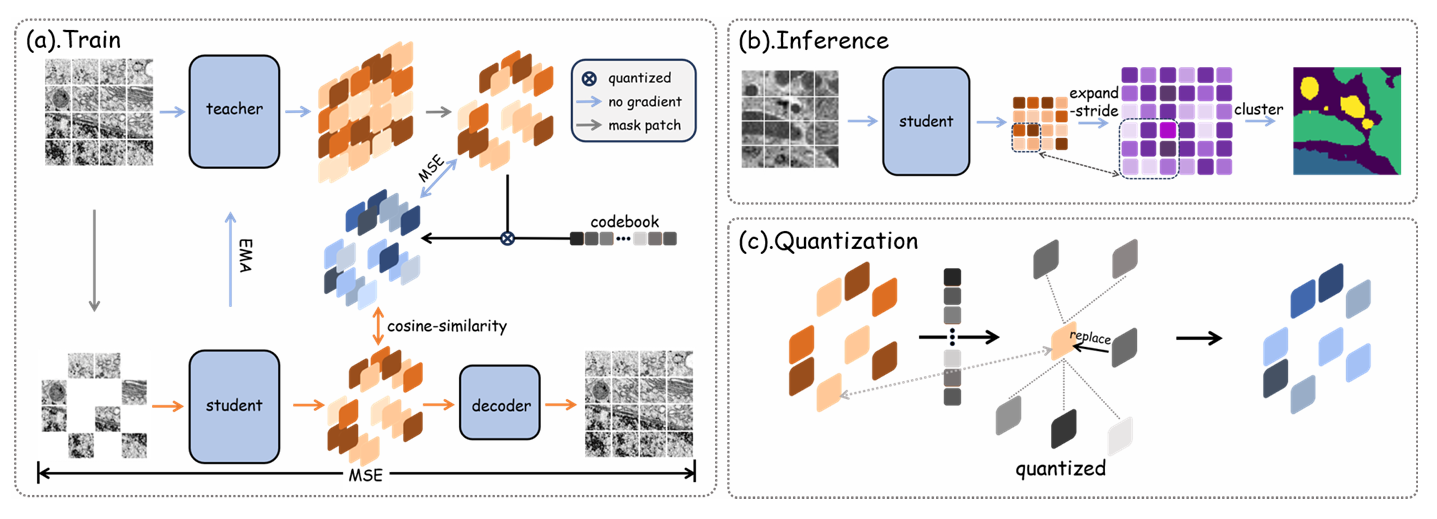 (a).Train
teacher
quantized
no gradient
mask patch
MSE
codebook
EMA
cosine-similarity
student
decoder
MSE
(b).Inference
student
expand
-stride
cluster
(c).Quantization
replace
quantized